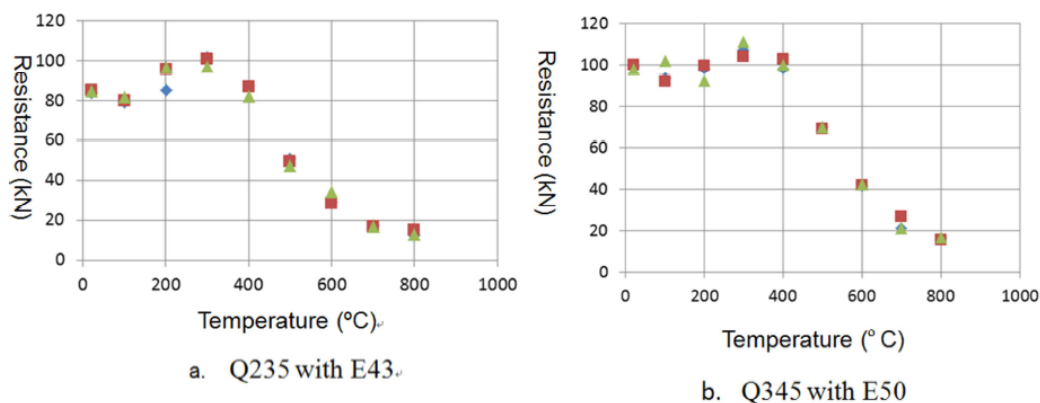 120
100
80
60
40
20
0
Resistance (kN)
0 200 400 600 800 1000
Temperature (ºC)
a. Q235 with E43
120
100
80
60
40
20
0
Resistance (kN)
0 200 400 600 800 1000
Temperature (° C)
b. Q345 with E50